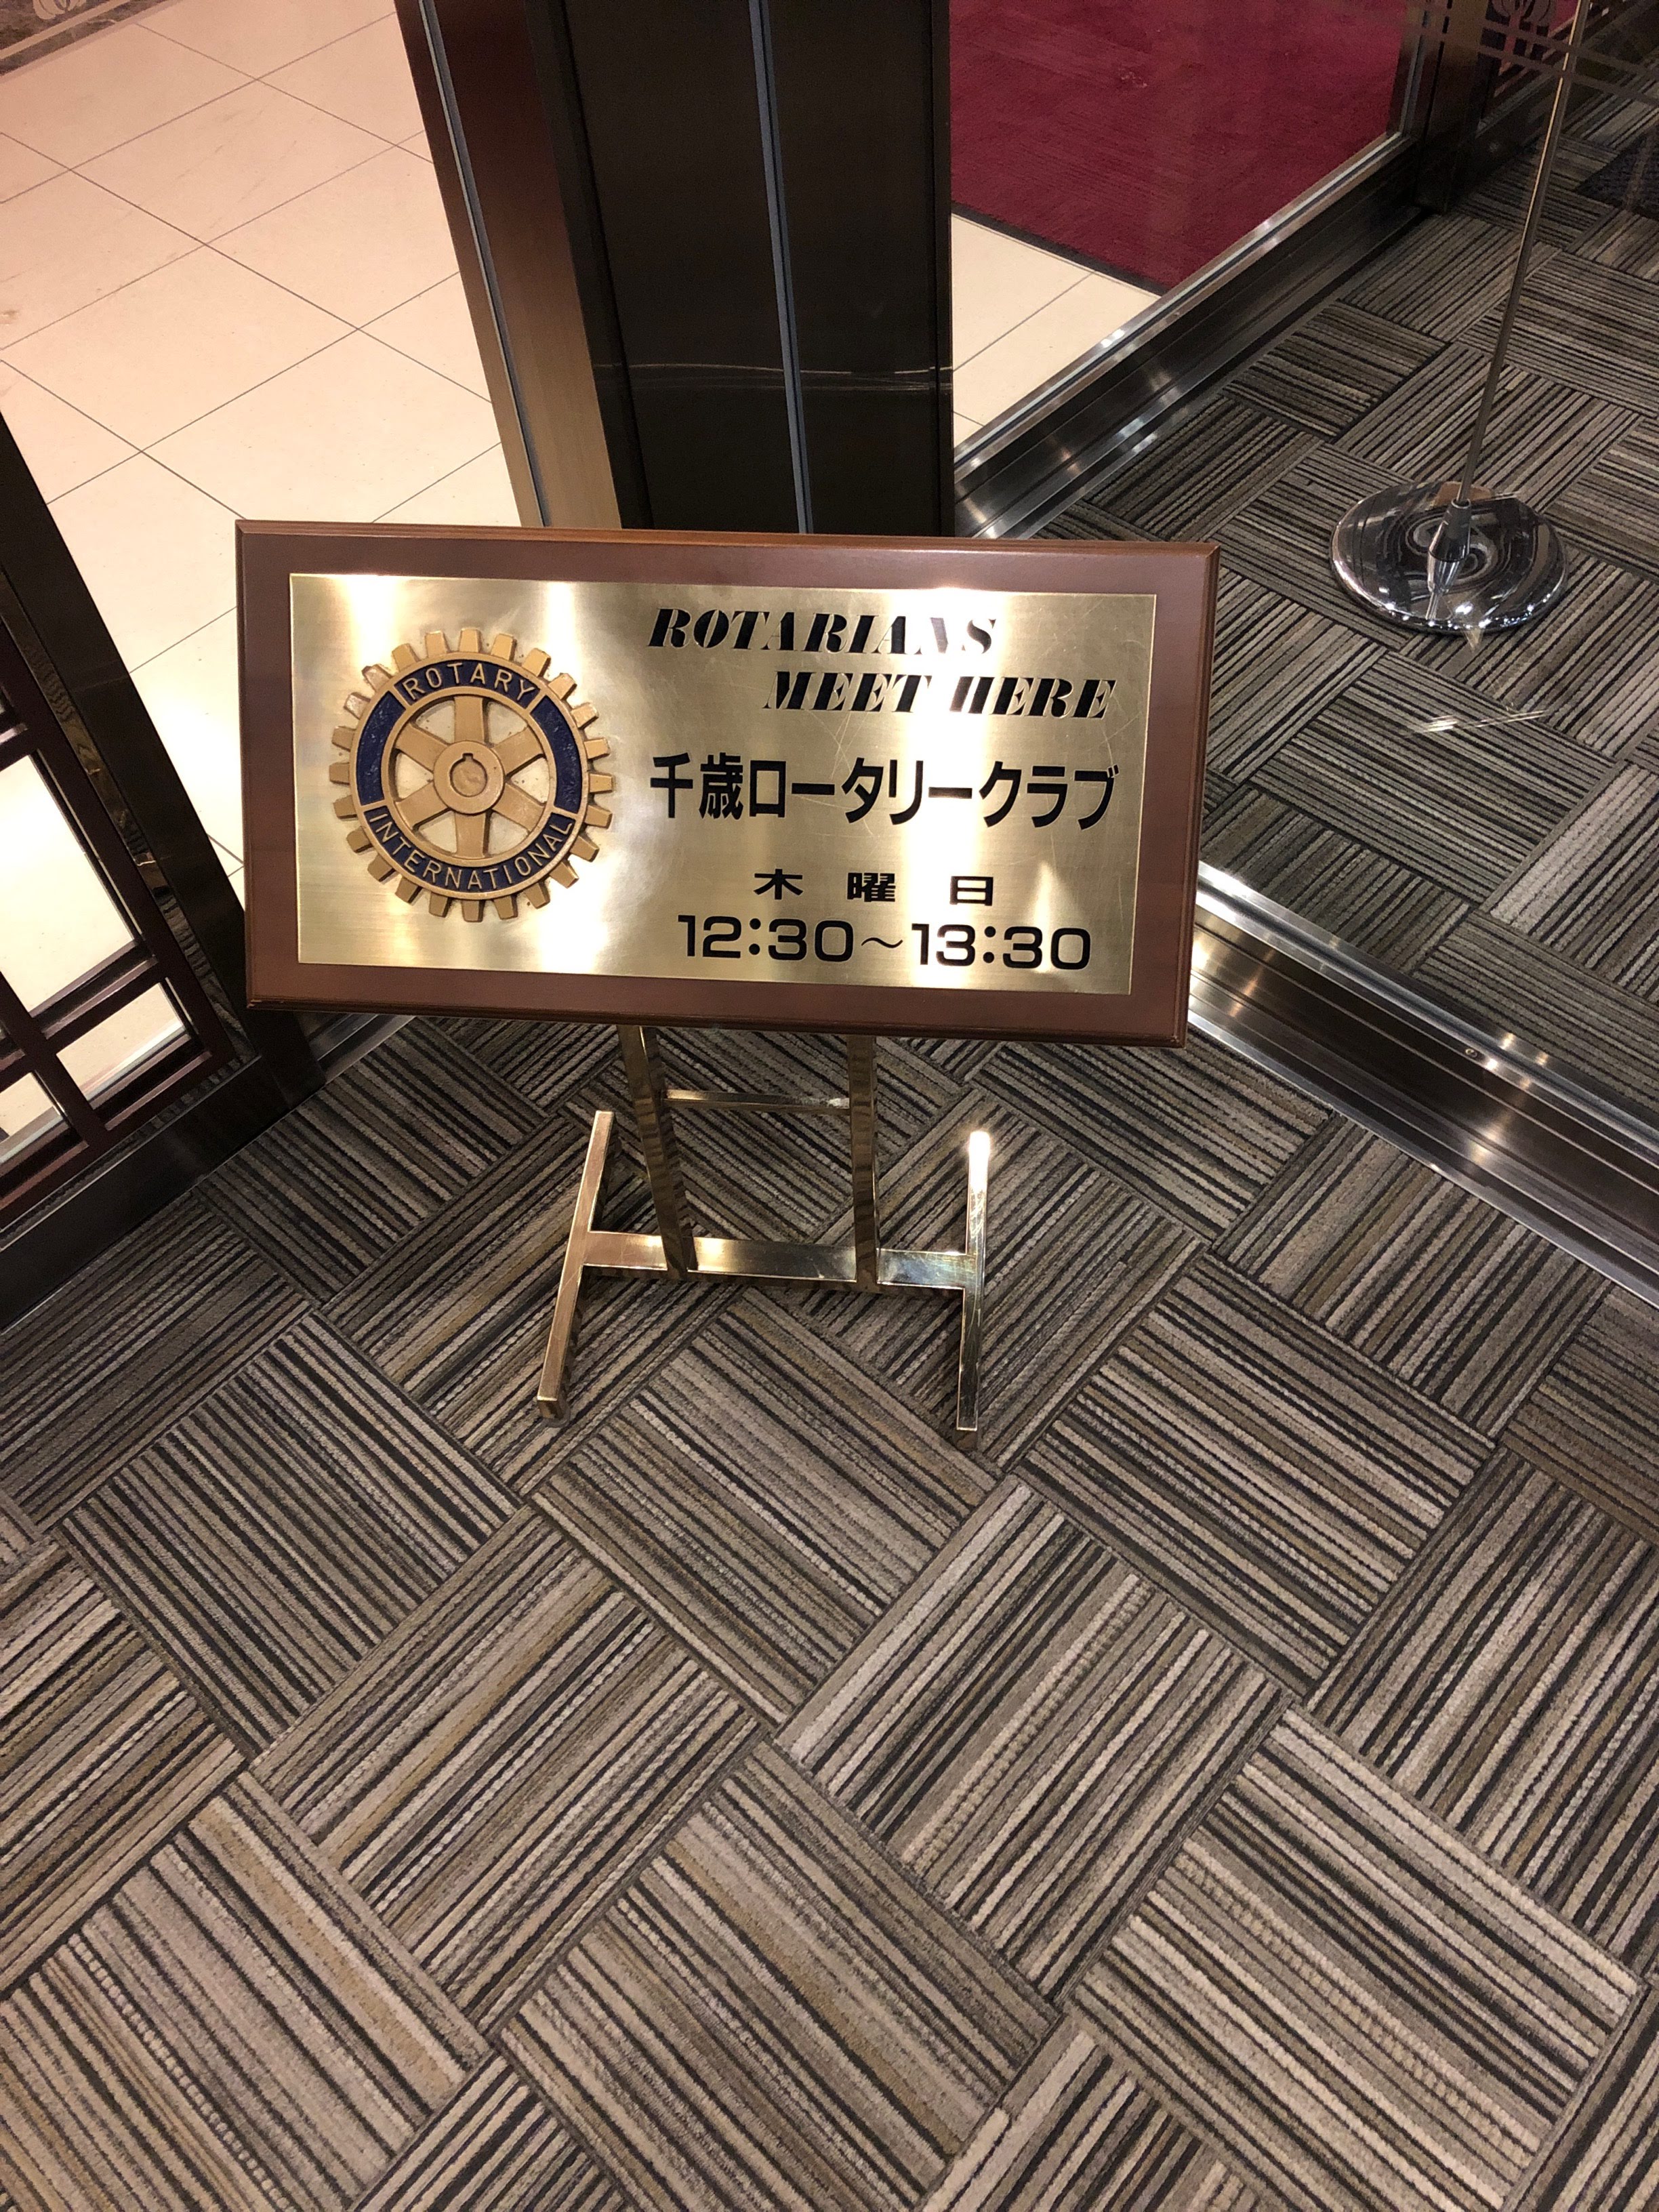 ROTARY
INTERNATIONAL
ROTARIANS
MEET HERE
千歳ロータリークラブ
木曜日
12:30～13:30